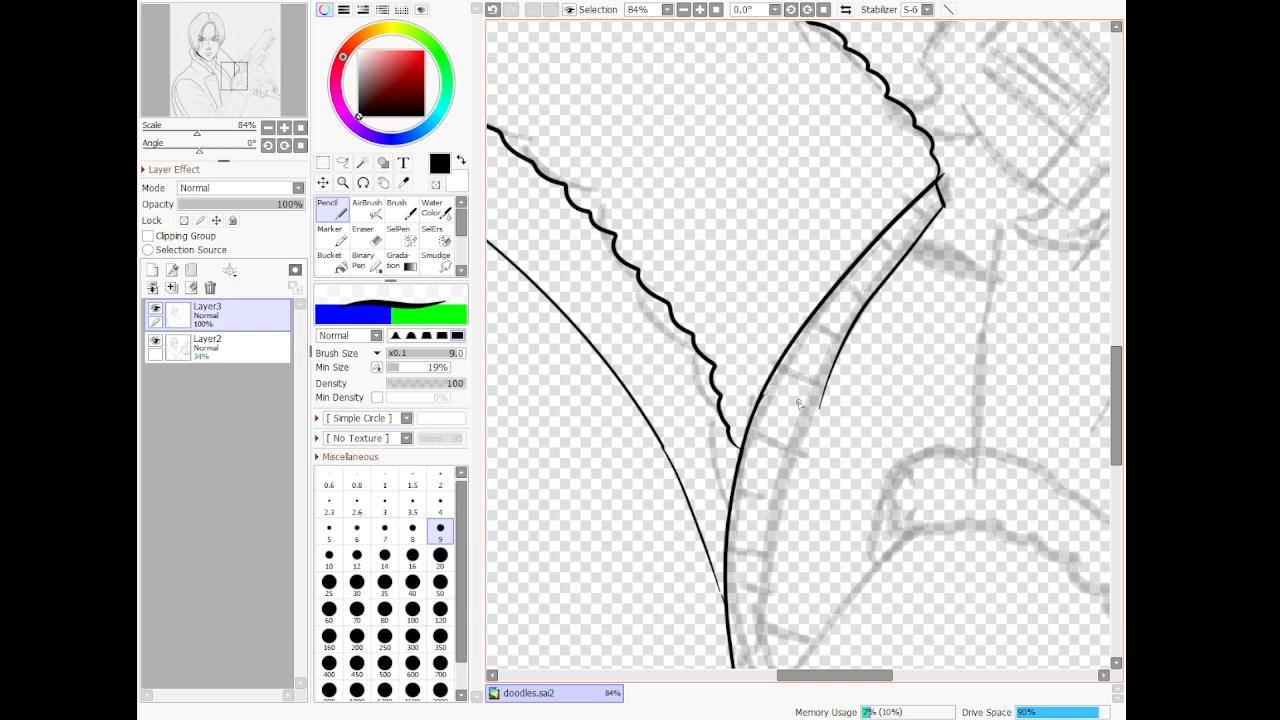 Selection 84% 0.0° Stabilizer S-6
Scale 84%
Angle 0°
Layer Effect
Mode Normal
Opacity 100%
Lock
Clipping Group
Selection Source
Layer3
Normal
100%
Layer2
Normal
34%
T
Pencil AirBrush Brush Water Color
Marker Eraser SelPen SelErs
Bucket Binary Pen Grada-tion Smudge
Normal
Brush Size x0.1 9.0
Min Size 19%
Density 100
Min Density 0%
[ Simple Circle ]
[ No Texture ] Intens. 95
Miscellaneous
0.6 0.8 1 1.5 2
2.3 2.6 3 3.5 4
5 6 7 8 9
10 12 14 16 20
25 30 35 40 50
60 70 80 100 120
160 200 250 300 350
400 450 500 600 700
doodles.sai2 84%
Memory Usage 7% (10%) Drive Space 90%